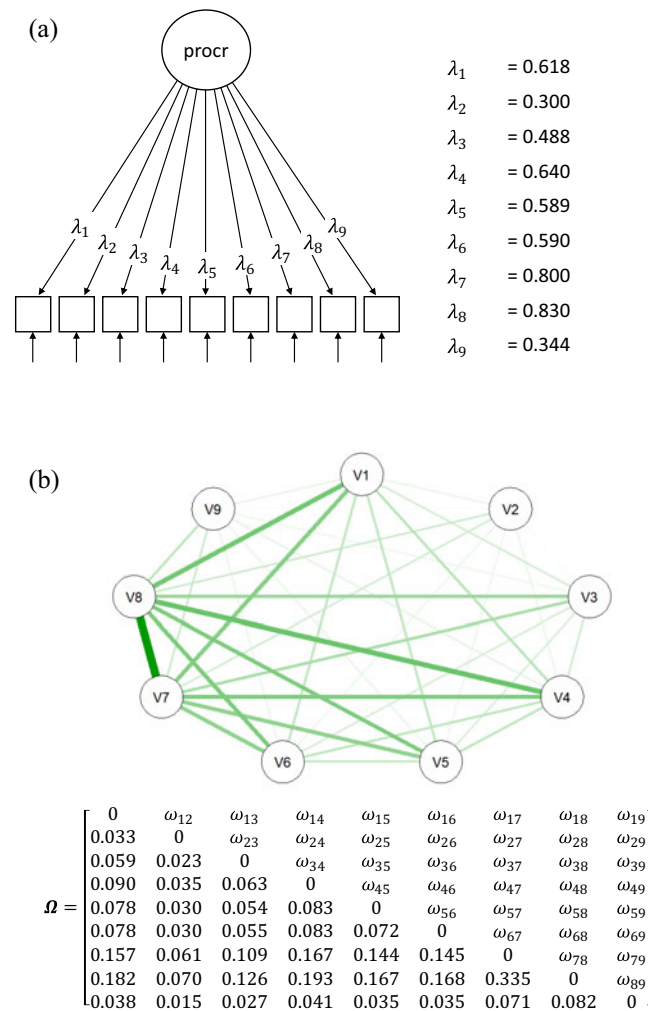 (a)
procr
λ₁ = 0.618
λ₂ = 0.300
λ₃ = 0.488
λ₄ = 0.640
λ₅ = 0.589
λ₆ = 0.590
λ₇ = 0.800
λ₈ = 0.830
λ₉ = 0.344
λ₁ λ₂ λ₃ λ₄ λ₅ λ₆ λ₇ λ₈ λ₉
(b)
V1
V9 V2
V8 V3
V7 V4
V6 V5
0 ω₁₂ ω₁₃ ω₁₄ ω₁₅ ω₁₆ ω₁₇ ω₁₈ ω₁₉
0.033 0 ω₂₃ ω₂₄ ω₂₅ ω₂₆ ω₂₇ ω₂₈ ω₂₉
0.059 0.023 0 ω₃₄ ω₃₅ ω₃₆ ω₃₇ ω₃₈ ω₃₉
0.090 0.035 0.063 0 ω₄₅ ω₄₆ ω₄₇ ω₄₈ ω₄₉
Ω = 0.078 0.030 0.054 0.083 0 ω₅₆ ω₅₇ ω₅₈ ω₅₉
0.078 0.030 0.055 0.083 0.072 0 ω₆₇ ω₆₈ ω₆₉
0.157 0.061 0.109 0.167 0.144 0.145 0 ω₇₈ ω₇₉
0.182 0.070 0.126 0.193 0.167 0.168 0.335 0 ω₈₉
0.038 0.015 0.027 0.041 0.035 0.035 0.071 0.082 0